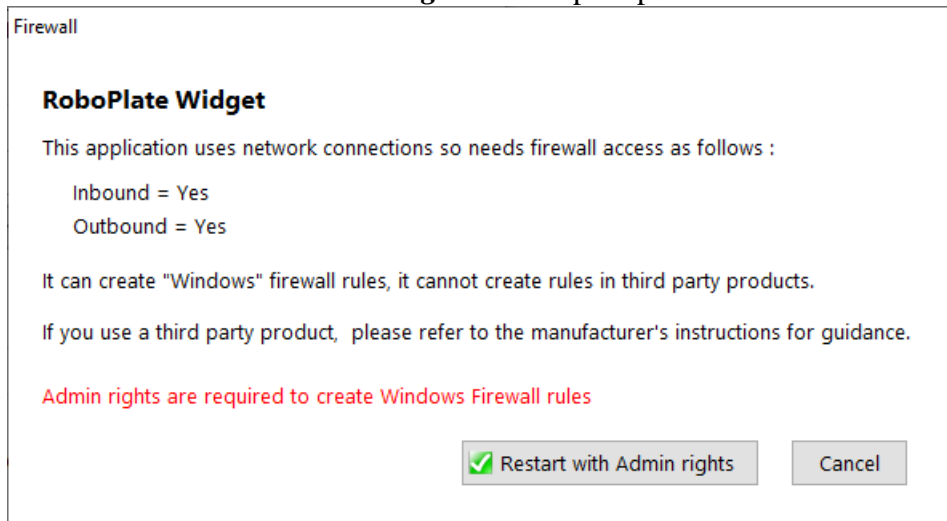 Firewall
RoboPlate Widget
This application uses network connections so needs firewall access as follows :
Inbound = Yes
Outbound = Yes
It can create "Windows" firewall rules, it cannot create rules in third party products.
If you use a third party product,  please refer to the manufacturer's instructions for guidance.
Admin rights are required to create Windows Firewall rules
Restart with Admin rights
Cancel